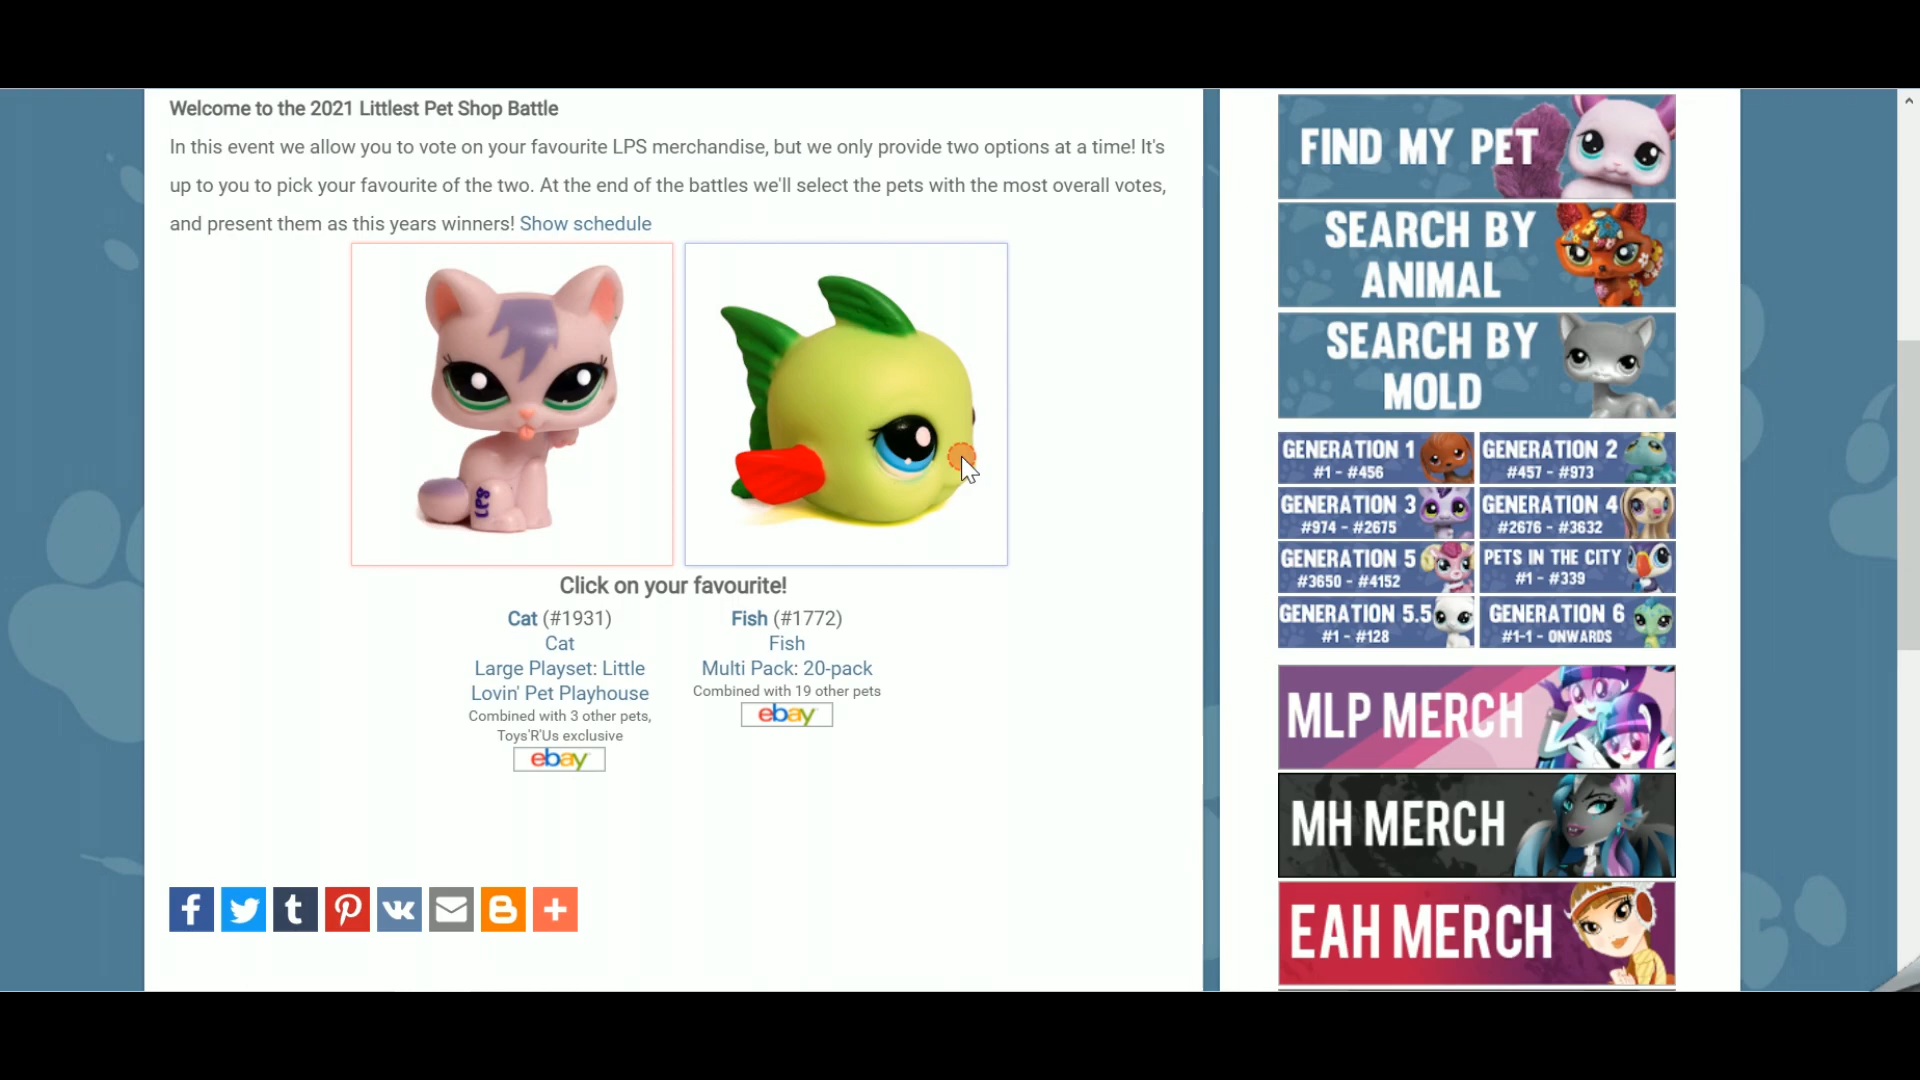 Welcome to the 2021 Littlest Pet Shop Battle
In this event we allow you to vote on your favourite LPS merchandise, but we only provide two options at a time! It's
up to you to pick your favourite of the two. At the end of the battles we'll select the pets with the most overall votes,
and present them as this years winners! Show schedule
LPS
Click on your favourite!
Cat (#1931)
Cat
Large Playset: Little
Lovin' Pet Playhouse
Combined with 3 other pets,
Toys'R'Us exclusive
ebay
Fish (#1772)
Fish
Multi Pack: 20-pack
Combined with 19 other pets
ebay
FIND MY PET
SEARCH BY
ANIMAL
SEARCH BY
MOLD
GENERATION 1
#1 - #456
GENERATION 2
#457 - #973
GENERATION 3
#974 - #2675
GENERATION 4
#2676 - #3632
GENERATION 5
#3650 - #4152
PETS IN THE CITY
#1 - #339
GENERATION 5.5
#1 - #128
GENERATION 6
#1-1 - ONWARDS
MLP MERCH
MH MERCH
EAH MERCH